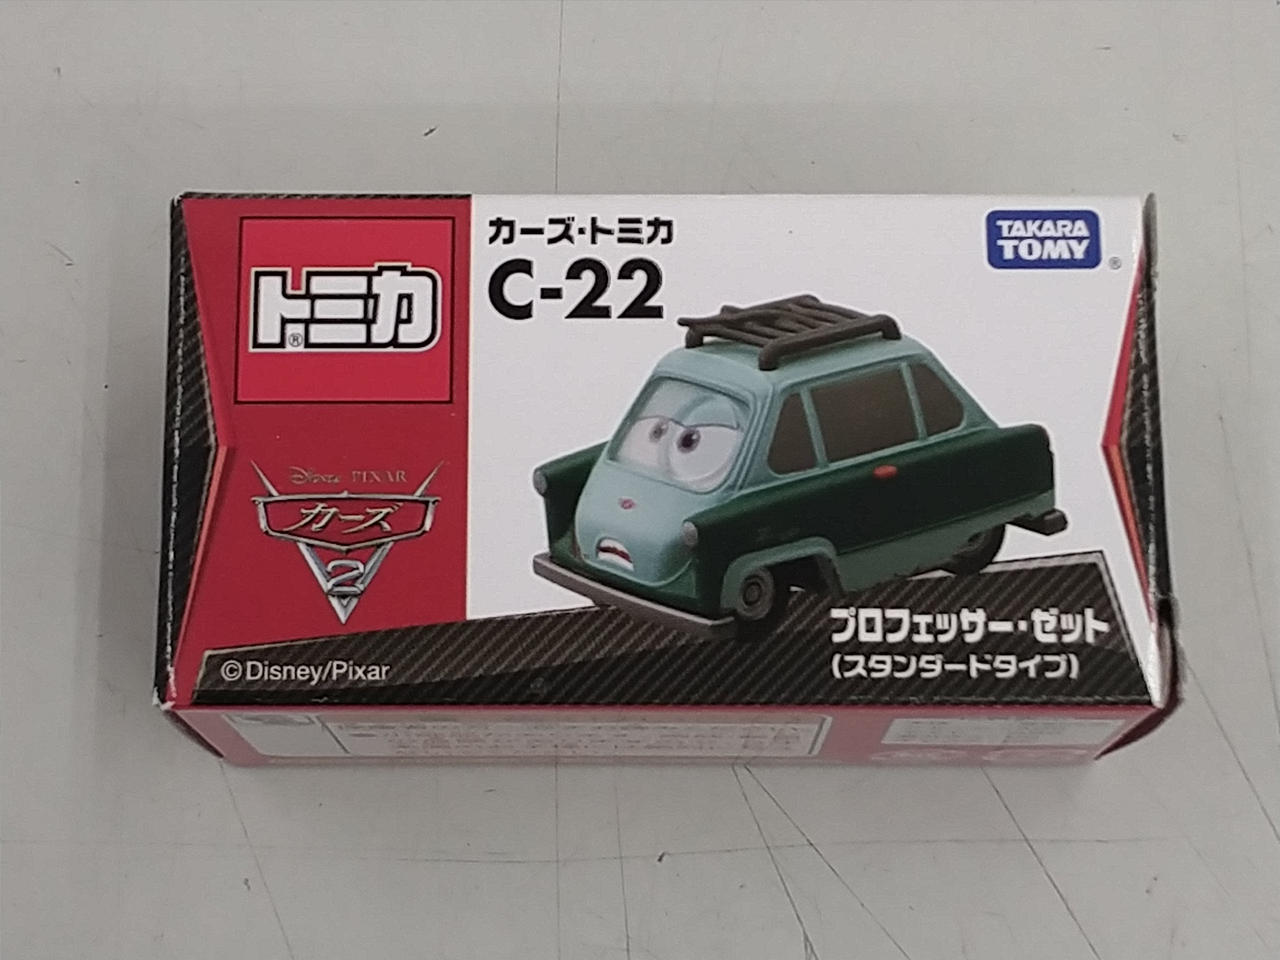 トミカ®
Disney PIXAR
カーズ
2
©Disney/Pixar
カーズ・トミカ
C-22
TAKARA
TOMY®
プロフェッサー・ゼット
(スタンダードタイプ)